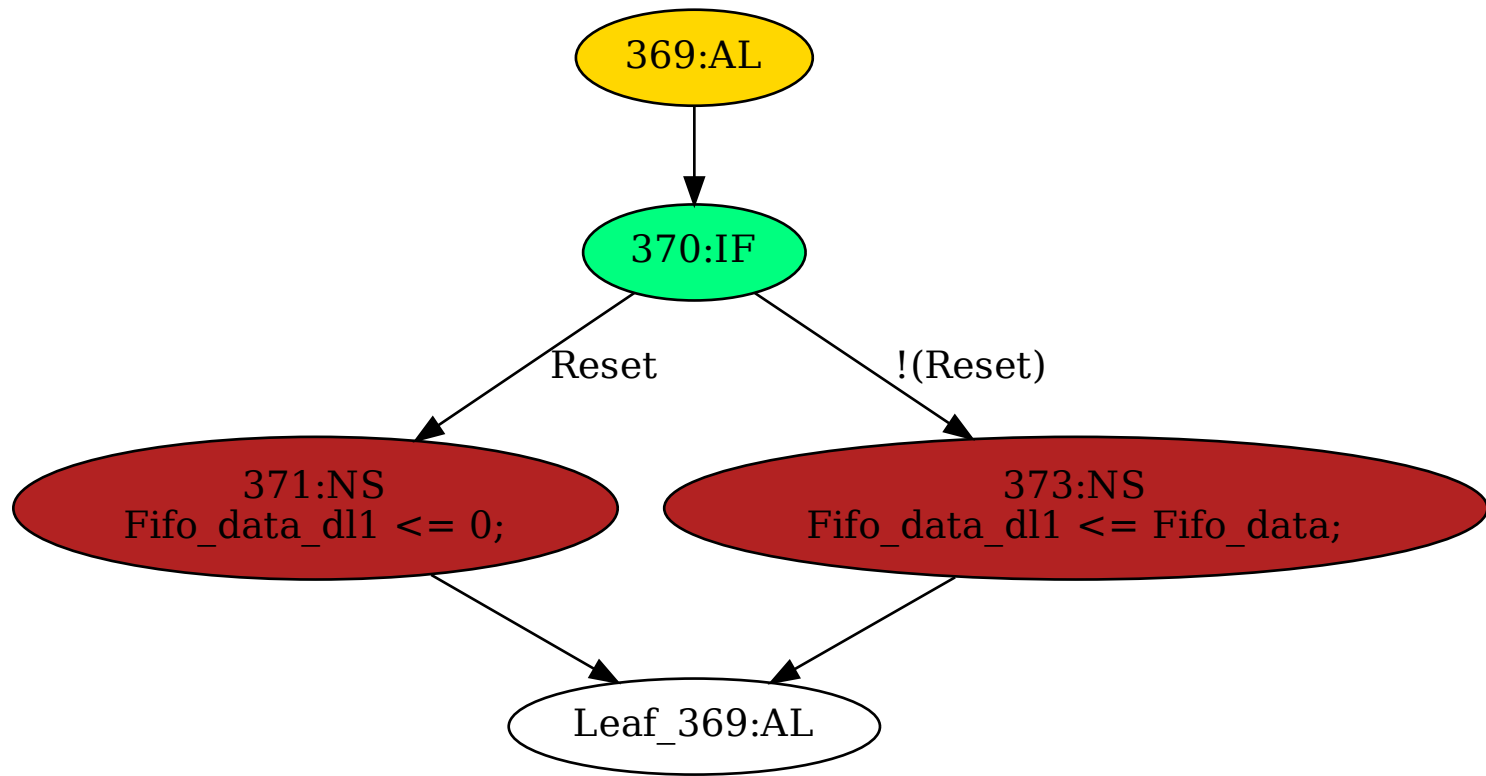 369:AL
370:IF
Reset
!(Reset)
371:NS
Fifo_data_dl1 <= 0;
373:NS
Fifo_data_dl1 <= Fifo_data;
Leaf_369:AL